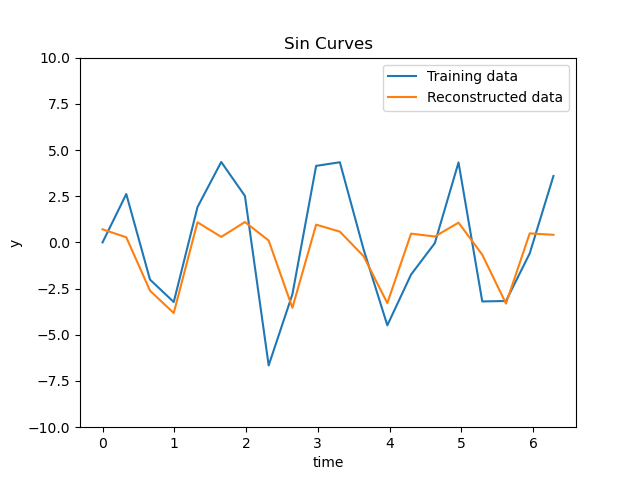 Sin Curves
Training data
Reconstructed data
10.0
7.5
5.0
2.5
0.0
−2.5
−5.0
−7.5
−10.0
y
0 1 2 3 4 5 6
time